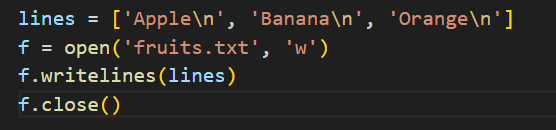 lines = ['Apple\n', 'Banana\n', 'Orange\n']
f = open('fruits.txt', 'w')
f.writelines(lines)
f.close()